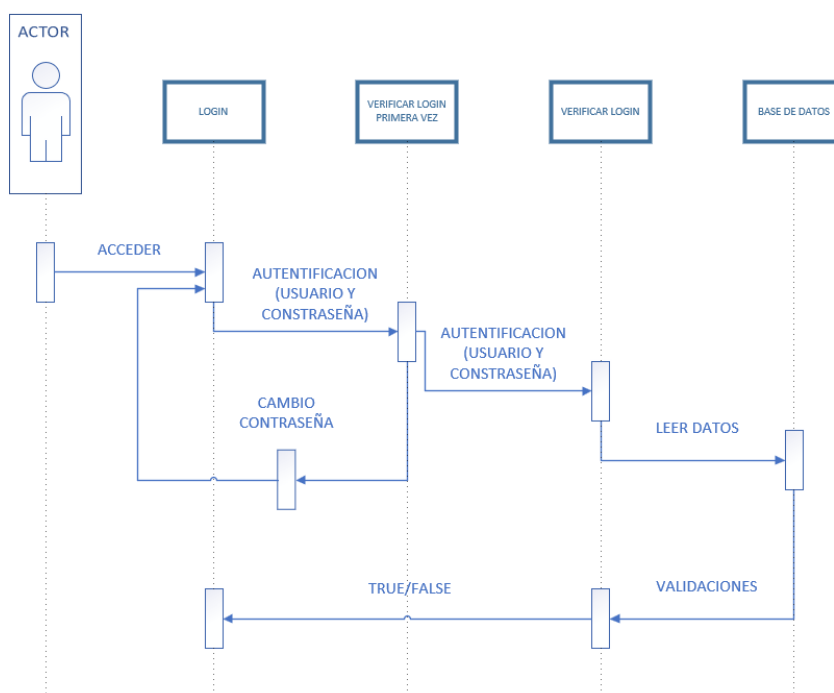 ACTOR
LOGIN
VERIFICAR LOGIN
PRIMERA VEZ
VERIFICAR LOGIN
BASE DE DATOS
ACCEDER
AUTENTIFICACION
(USUARIO Y
CONSTRASEÑA)
AUTENTIFICACION
(USUARIO Y
CONSTRASEÑA)
CAMBIO
CONTRASEÑA
LEER DATOS
TRUE/FALSE
VALIDACIONES